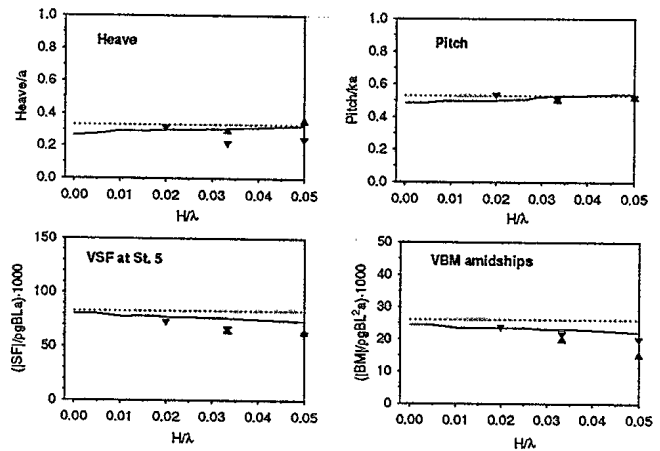 Heave
Heave/a
1.0
0.8
0.6
0.4
0.2
0.0
0.00 0.01 0.02 0.03 0.04 0.05
H/λ
Pitch
Pitch/ka
1.0
0.8
0.6
0.4
0.2
0.0
0.00 0.01 0.02 0.03 0.04 0.05
H/λ
VSF at St. 5
(|SF|/ρgBLa)·1000
150
100
50
0
0.00 0.01 0.02 0.03 0.04 0.05
H/λ
VBM amidships
(|BM|/ρgBL²a)·1000
50
40
30
20
10
0
0.00 0.01 0.02 0.03 0.04 0.05
H/λ